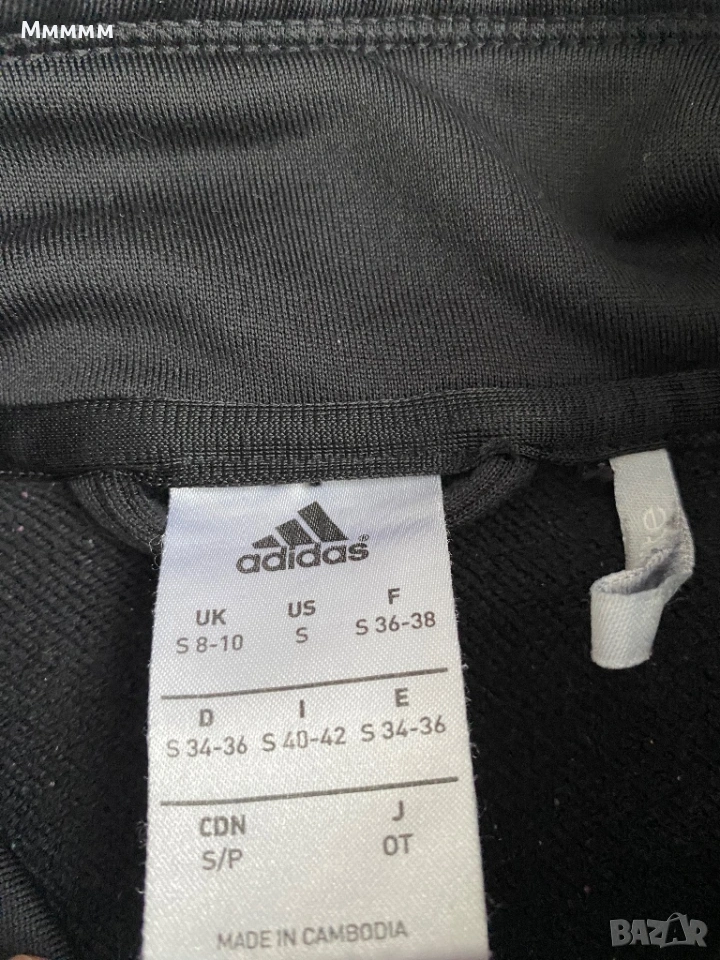 Mmmmm
adidas®
UK US F
S 8-10 S S 36-38
D I E
S 34-36 S 40-42 S 34-36
CDN J
S/P OT
MADE IN CAMBODIA
BAZAR